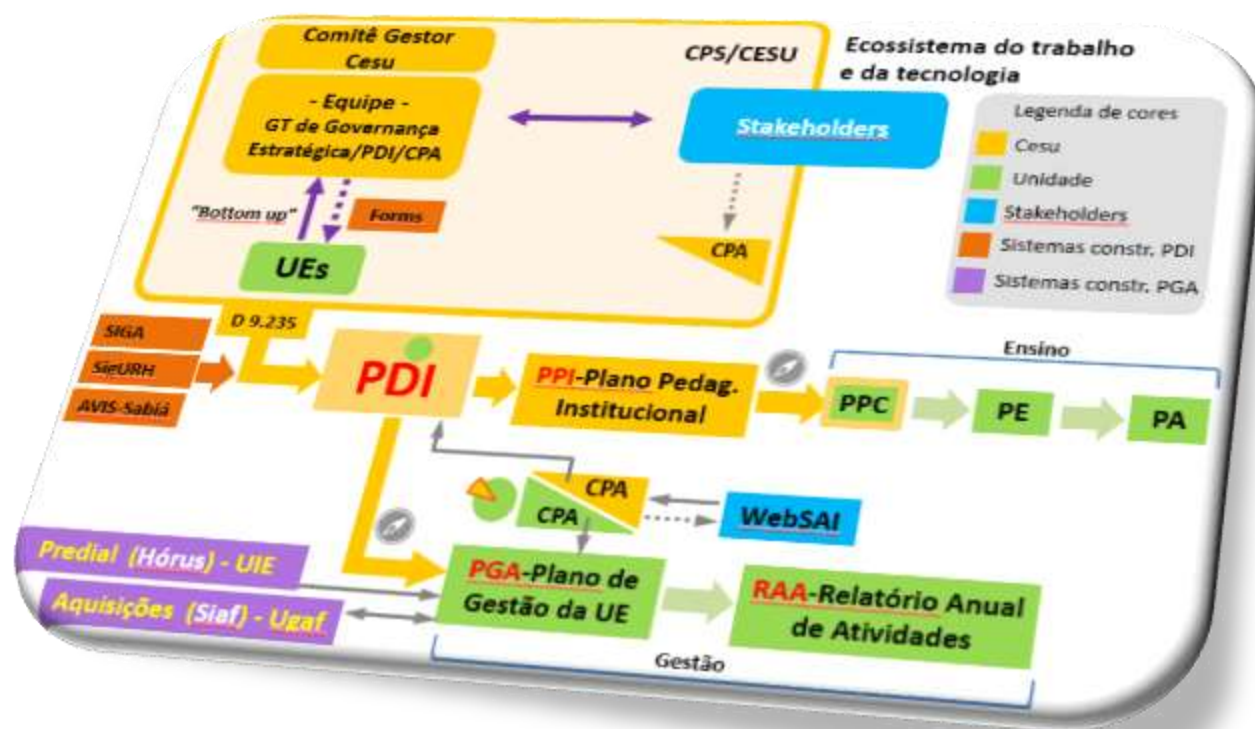 Comitê Gestor
Cesu
CPS/CESU
Ecossistema do trabalho
e da tecnologia
- Equipe -
GT de Governança
Estratégica/PDI/CPA
Stakeholders
Legenda de cores
Cesu
Unidade
Stakeholders
Sistemas constr. PDI
Sistemas constr. PGA
"Bottom up"
Forms
CPA
UEs
D 9.235
SIGA
SigURH
AVIS-Sabiá
PDI
PPI-Plano Pedag.
Institucional
Ensino
PPC
PE
PA
CPA
CPA
WebSAI
Predial (Hórus) - UIE
Aquisições (Siaf) - Ugaf
PGA-Plano de
Gestão da UE
RAA-Relatório Anual
de Atividades
Gestão